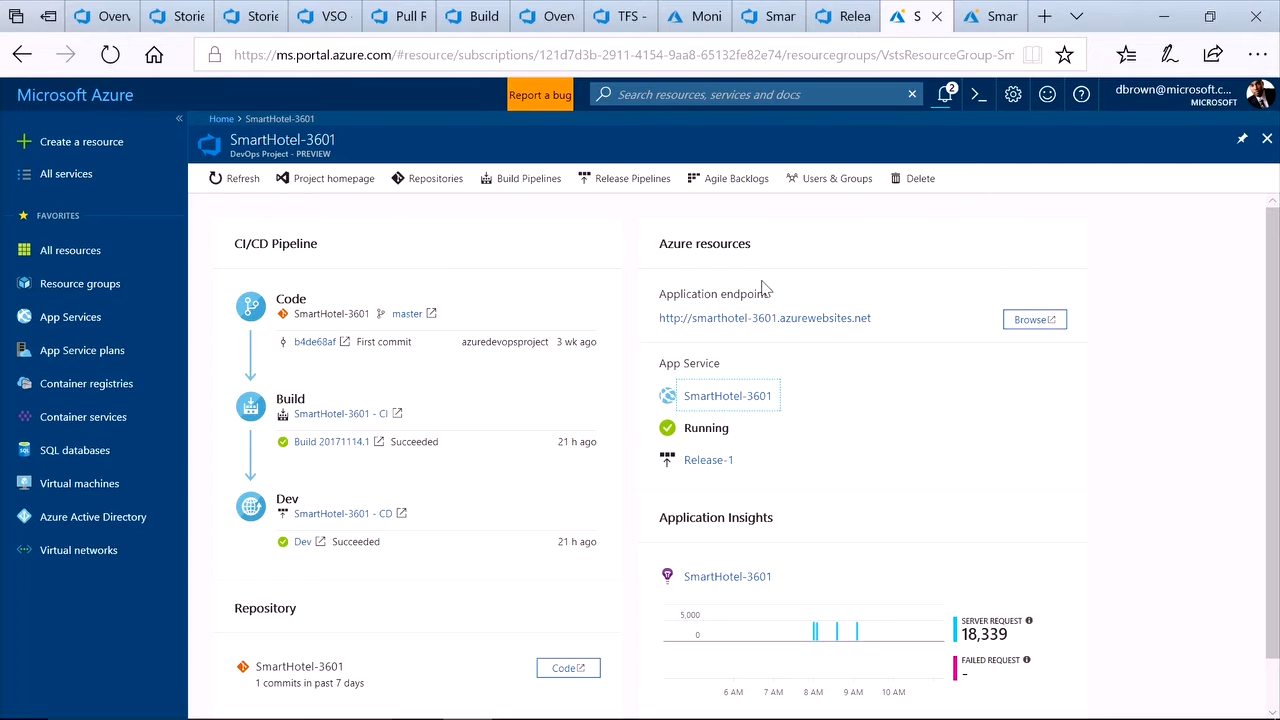 Overv
Storie
Storie
VSO
Pull R
Build
Overv
TFS -
Moni
Smar
Relea
S
Smar
https://ms.portal.azure.com/#resource/subscriptions/121d7d3b-2911-4154-9aa8-65132fe82e74/resourcegroups/VstsResourceGroup-Sm
Microsoft Azure
Report a bug
Search resources, services and docs
2
dbrown@microsoft.c...
MICROSOFT
Home > SmartHotel-3601
SmartHotel-3601
DevOps Project - PREVIEW
Refresh
Project homepage
Repositories
Build Pipelines
Release Pipelines
Agile Backlogs
Users & Groups
Delete
Create a resource
All services
FAVORITES
All resources
Resource groups
App Services
App Service plans
Container registries
Container services
SQL databases
Virtual machines
Azure Active Directory
Virtual networks
CI/CD Pipeline
Code
SmartHotel-3601 master
b4de68af First commit azuredevopsproject 3 wk ago
Build
SmartHotel-3601 - CI
Build 20171114.1 Succeeded 21 h ago
Dev
SmartHotel-3601 - CD
Dev Succeeded 21 h ago
Repository
SmartHotel-3601
1 commits in past 7 days
Code
Azure resources
Application endpoint
http://smarthotel-3601.azurewebsites.net
Browse
App Service
SmartHotel-3601
Running
Release-1
Application Insights
SmartHotel-3601
5,000
0
6 AM 7 AM 8 AM 9 AM 10 AM
SERVER REQUEST
18,339
FAILED REQUEST
-